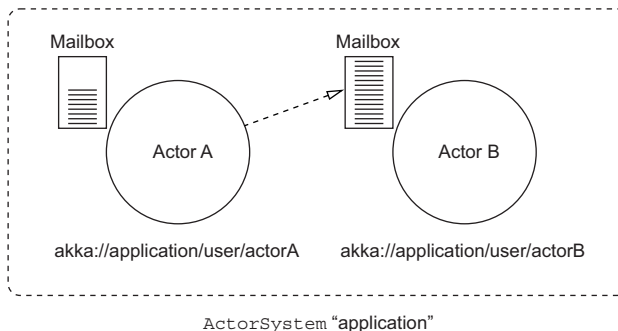 Mailbox
Mailbox
Actor A
Actor B
akka://application/user/actorA
akka://application/user/actorB
ActorSystem “application”